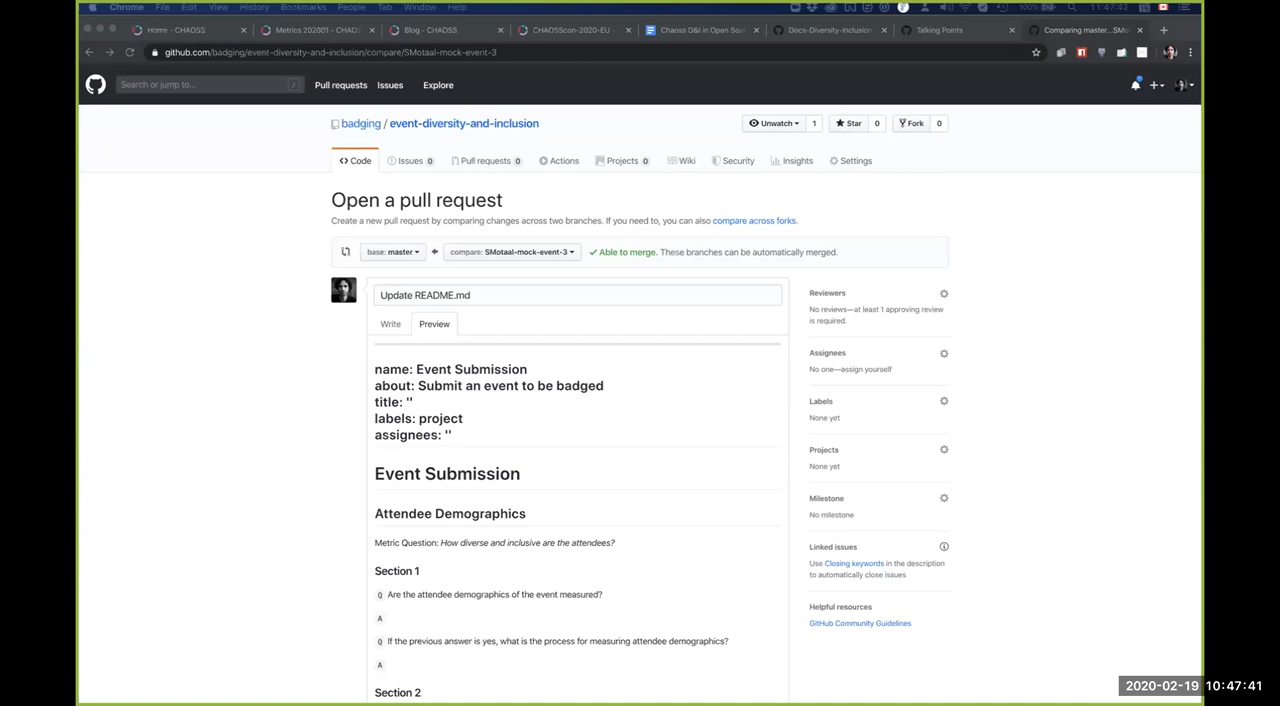 Chrome File Edit View History Bookmarks People Tab Window Help 100% 11:47:42
Home - CHAOSS Metrics 202001 - CHAOSS Blog - CHAOSS CHAOSScon-2020-EU - Chaoss D&I in Open Sou Docs-Diversity-Inclusion Talking Points Comparing master...SMo
github.com/badging/event-diversity-and-inclusion/compare/SMotaal-mock-event-3
Search or jump to... / Pull requests Issues Explore
badging / event-diversity-and-inclusion Unwatch 1 Star 0 Fork 0
Code Issues 0 Pull requests 0 Actions Projects 0 Wiki Security Insights Settings
Open a pull request
Create a new pull request by comparing changes across two branches. If you need to, you can also compare across forks.
base: master compare: SMotaal-mock-event-3 Able to merge. These branches can be automatically merged.
Update README.md
Write Preview
name: Event Submission
about: Submit an event to be badged
title: ''
labels: project
assignees: ''
Event Submission
Attendee Demographics
Metric Question: How diverse and inclusive are the attendees?
Section 1
Q Are the attendee demographics of the event measured?
A
Q If the previous answer is yes, what is the process for measuring attendee demographics?
A
Section 2
Reviewers
No reviews—at least 1 approving review
is required.
Assignees
No one—assign yourself
Labels
None yet
Projects
None yet
Milestone
No milestone
Linked issues
Use Closing keywords in the description
to automatically close issues
Helpful resources
GitHub Community Guidelines
2020-02-19 10:47:41